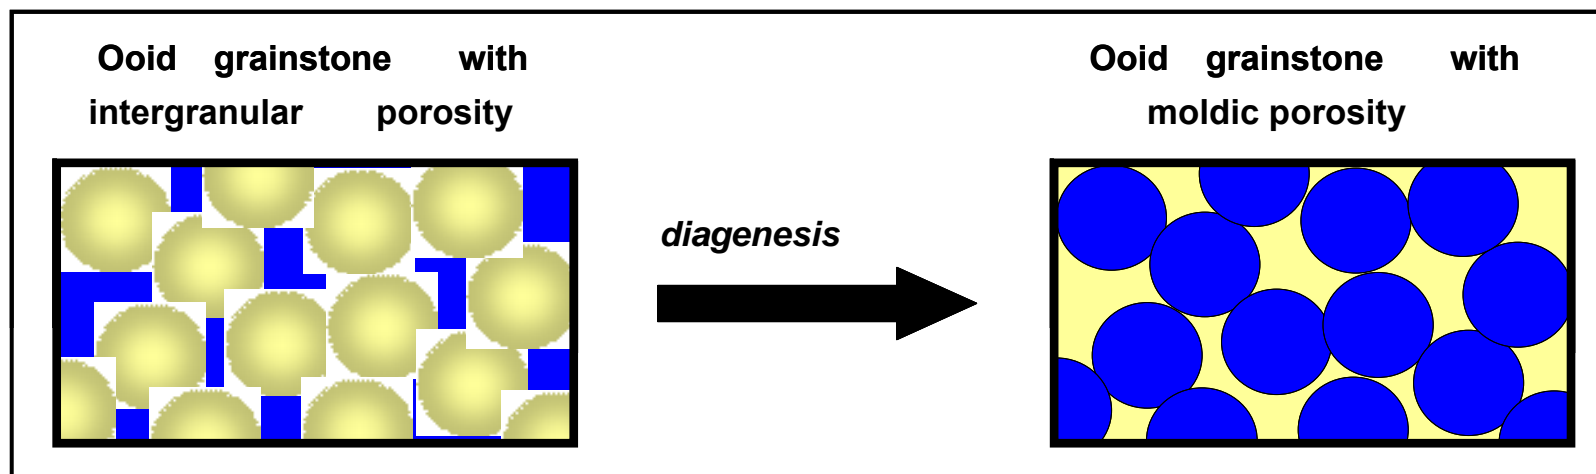 Ooid grainstone with
intergranular porosity
Ooid grainstone with
moldic porosity
diagenesis